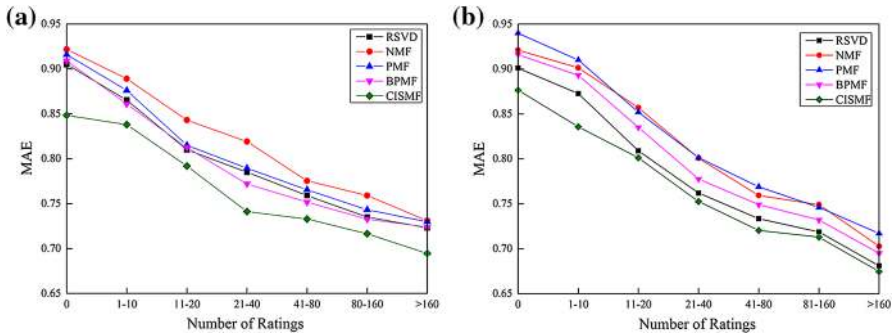 (a)
0.95
0.90
0.85
0.80
0.75
0.70
0.65
MAE
RSVD
NMF
PMF
BPMF
CISMF
0 1-10 11-20 21-40 41-80 80-160 >160
Number of Ratings
(b)
0.95
0.90
0.85
0.80
0.75
0.70
0.65
MAE
RSVD
NMF
PMF
BPMF
CISMF
0 1-10 11-20 21-40 41-80 81-160 >160
Number of Ratings